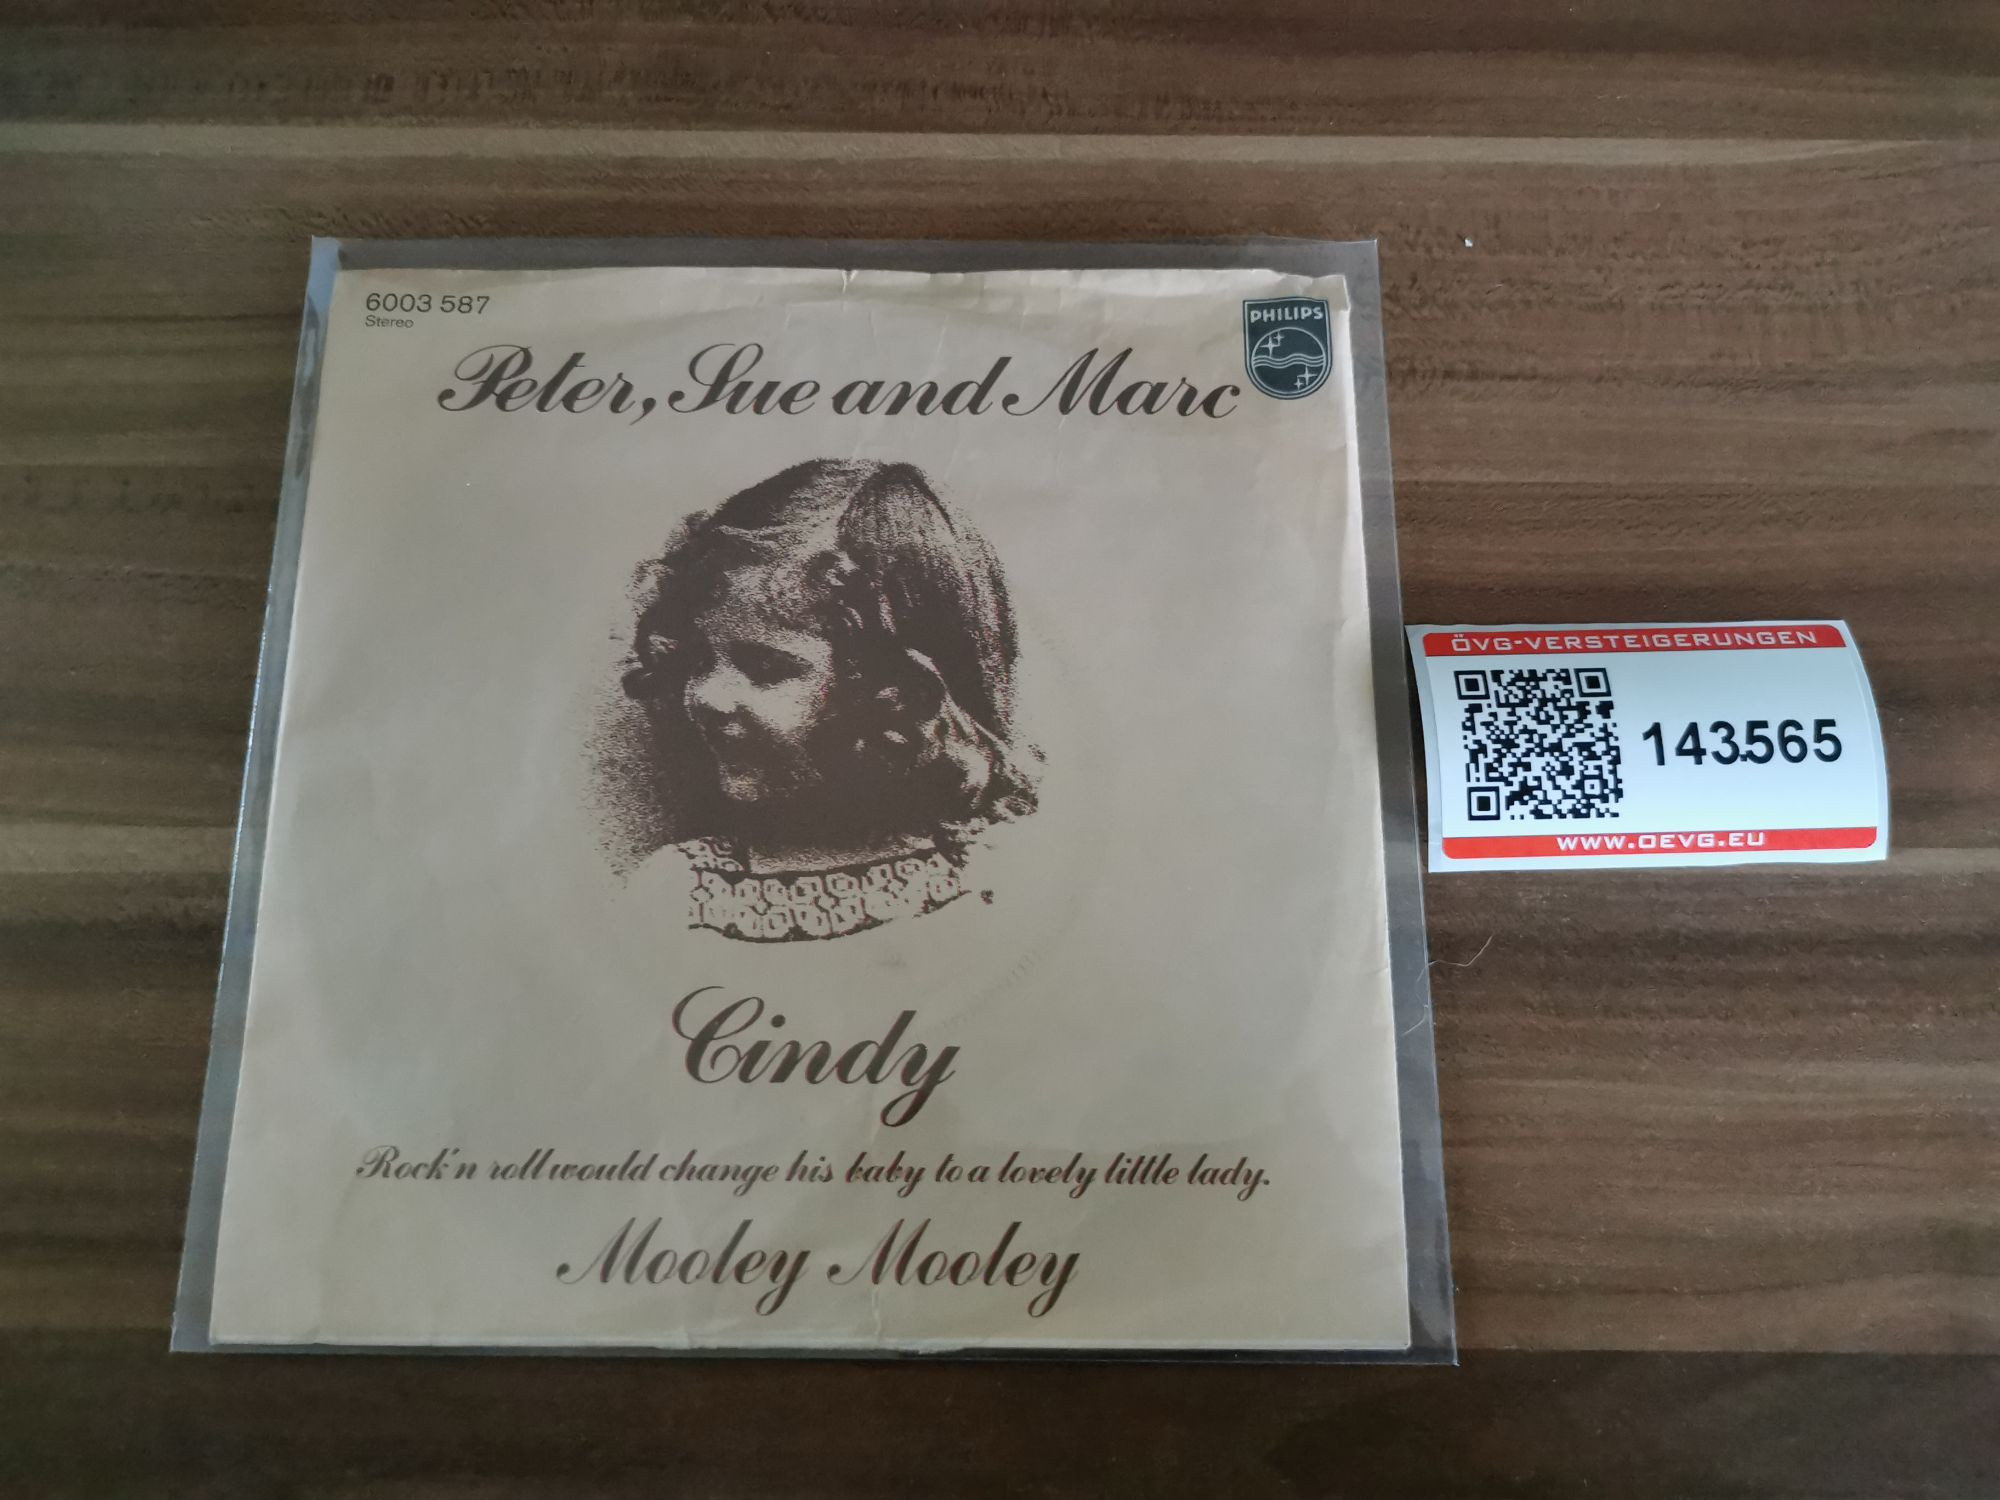 6003 587
Stereo
PHILIPS
Peter, Sue and Marc
Cindy
Rock'n roll would change his baby to a lovely little lady.
Mooley Mooley
ÖVG-VERSTEIGERUNGEN
143.565
WWW.OEVG.EU